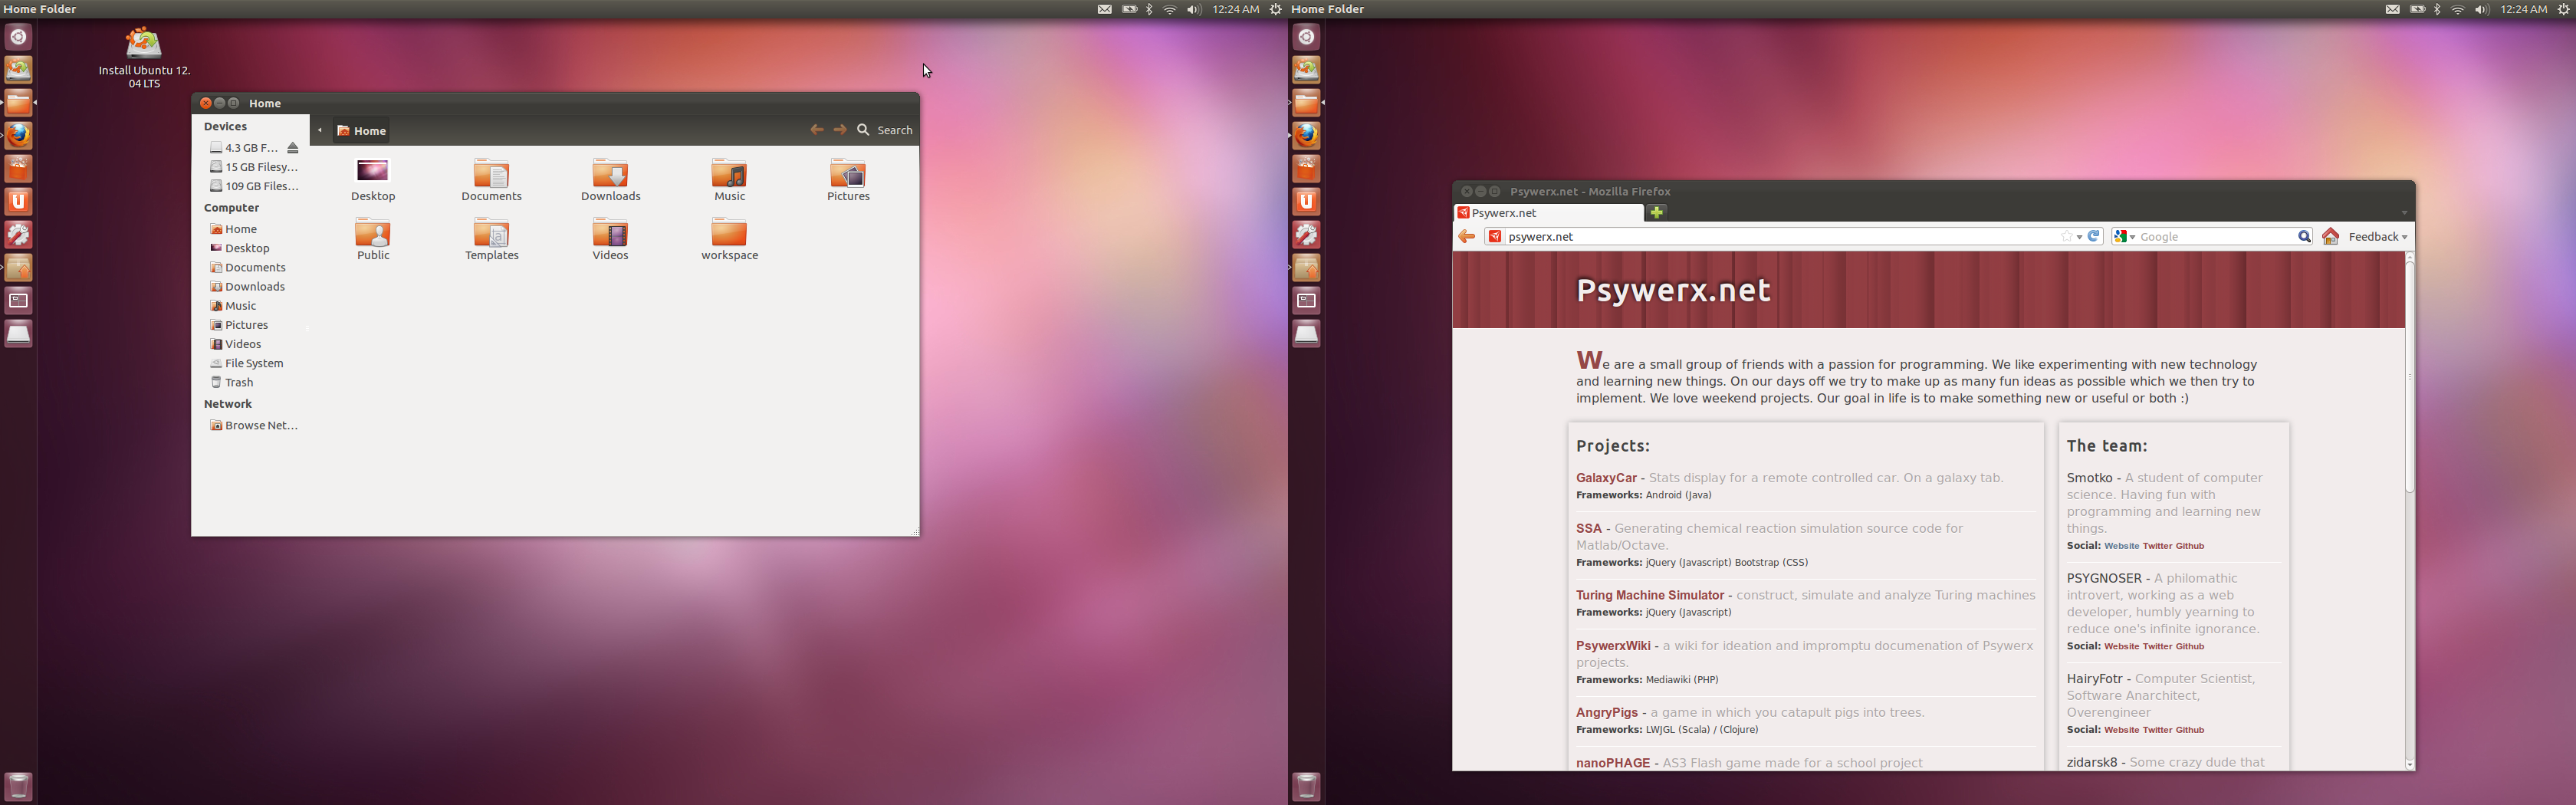 Home Folder
12:24 AM
Install Ubuntu 12.
04 LTS
Home
Devices
4.3 GB F...
15 GB Filesy...
109 GB Files...
Computer
Home
Desktop
Documents
Downloads
Music
Pictures
Videos
File System
Trash
Network
Browse Net...
Home
Search
Desktop
Documents
Downloads
Music
Pictures
Public
Templates
Videos
workspace
Home Folder
12:24 AM
Psywerx.net - Mozilla Firefox
Psywerx.net
psywerx.net
Google
Feedback
Psywerx.net
We are a small group of friends with a passion for programming. We like experimenting with new technology
and learning new things. On our days off we try to make up as many fun ideas as possible which we then try to
implement. We love weekend projects. Our goal in life is to make something new or useful or both :)
Projects:
GalaxyCar - Stats display for a remote controlled car. On a galaxy tab.
Frameworks: Android (Java)
SSA - Generating chemical reaction simulation source code for
Matlab/Octave.
Frameworks: jQuery (Javascript) Bootstrap (CSS)
Turing Machine Simulator - construct, simulate and analyze Turing machines
Frameworks: jQuery (Javascript)
PsywerxWiki - a wiki for ideation and impromptu documenation of Psywerx
projects.
Frameworks: Mediawiki (PHP)
AngryPigs - a game in which you catapult pigs into trees.
Frameworks: LWJGL (Scala) / (Clojure)
nanoPHAGE - AS3 Flash game made for a school project
The team:
Smotko - A student of computer
science. Having fun with
programming and learning new
things.
Social: Website Twitter Github
PSYGNOSER - A philomathic
introvert, working as a web
developer, humbly yearning to
reduce one's infinite ignorance.
Social: Website Twitter Github
HairyFotr - Computer Scientist,
Software Anarchitect,
Overengineer
Social: Website Twitter Github
zidarsk8 - Some crazy dude that